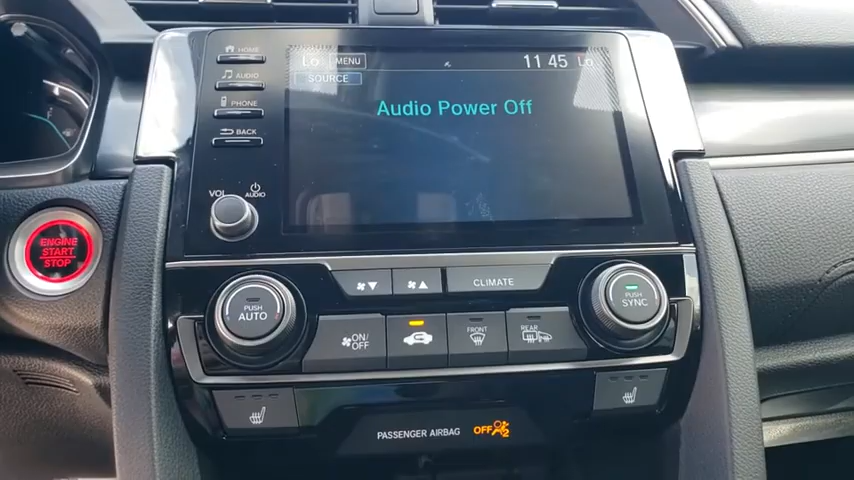 HOME
Lo MENU 11:45 Lo
SOURCE
AUDIO
Audio Power Off
PHONE
BACK
VOL AUDIO
ENGINE
START
STOP
CLIMATE
PUSH
AUTO
PUSH
SYNC
ON/
OFF
FRONT
REAR
PASSENGER AIRBAG OFF 2